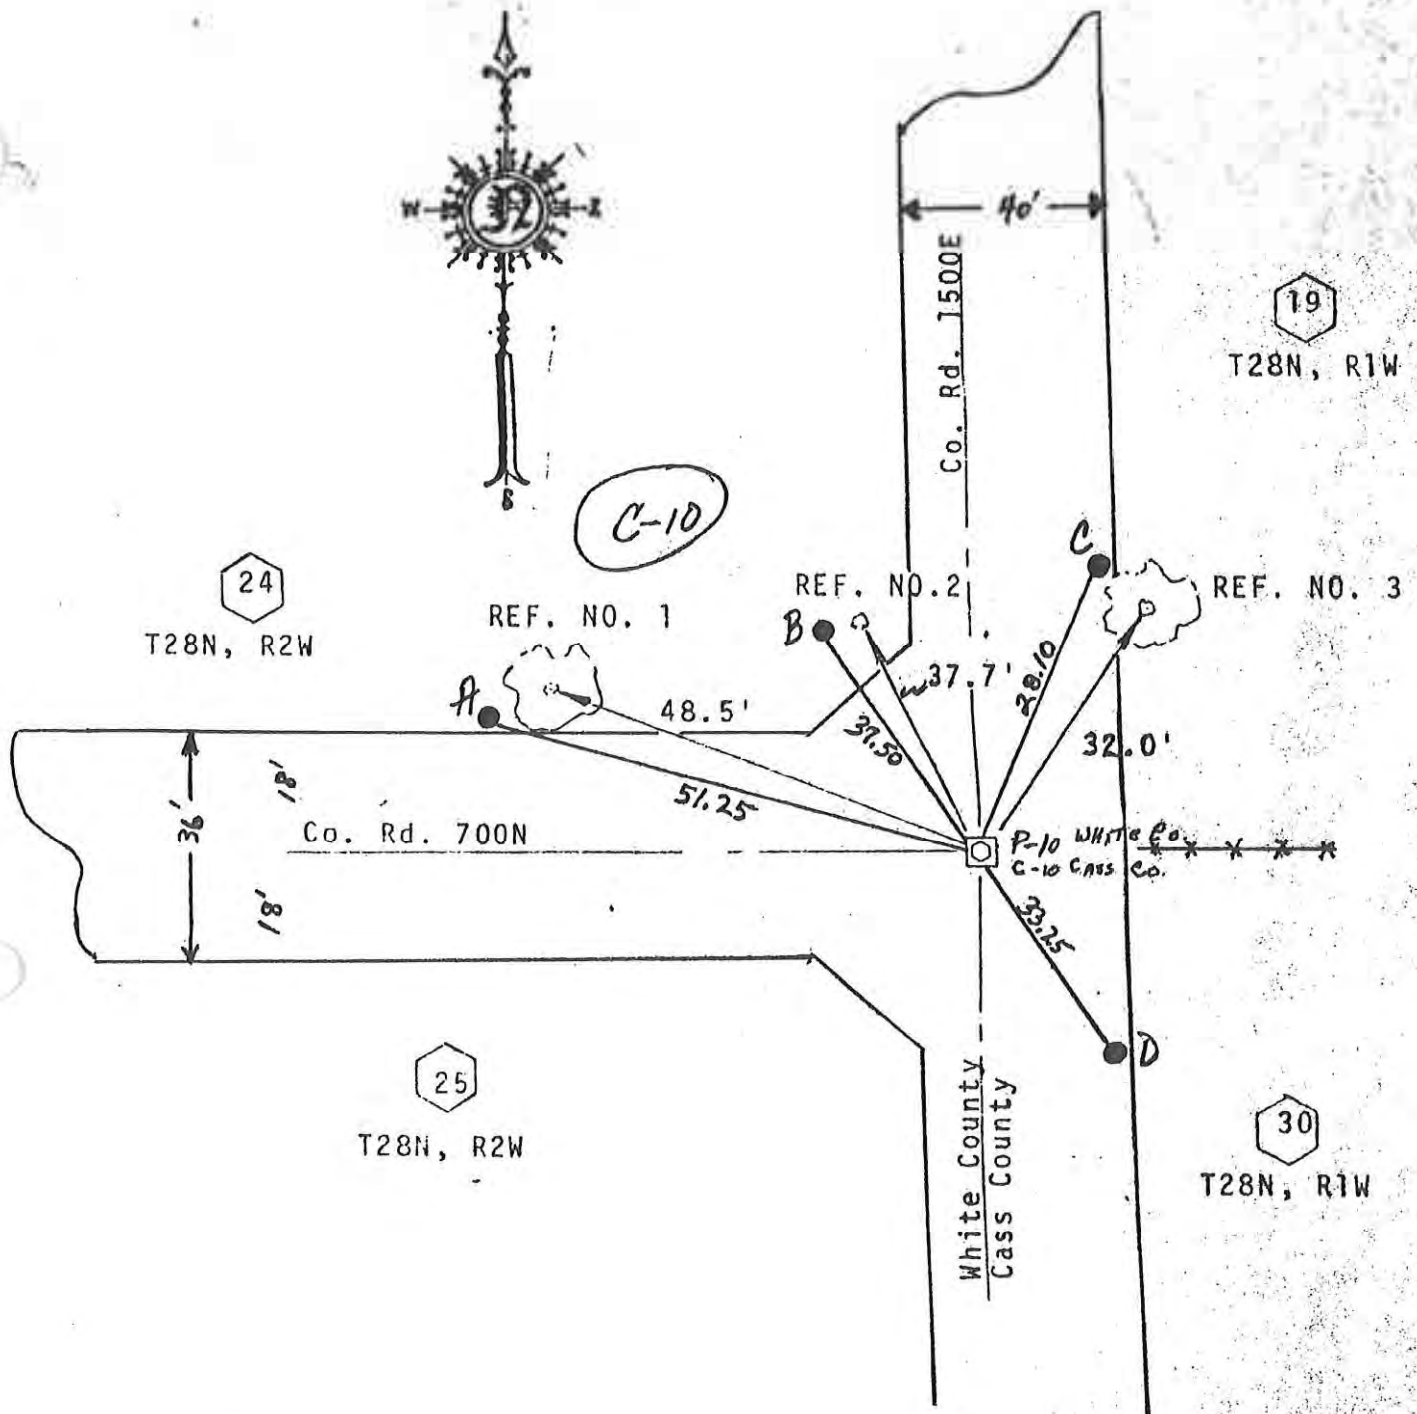 N
W
E
S
40'
Co. Rd. 1500E
19
T28N, R1W
C-10
24
T28N, R2W
REF. NO. 1
REF. NO.2
REF. NO. 3
A
B
C
48.5'
37.7'
28.10
37.50
32.0'
51.25
36'
18'
18'
Co. Rd. 700N
P-10 WHITE CO.
C-10 CASS CO.
33.25
D
25
T28N, R2W
White County
Cass County
30
T28N, R1W